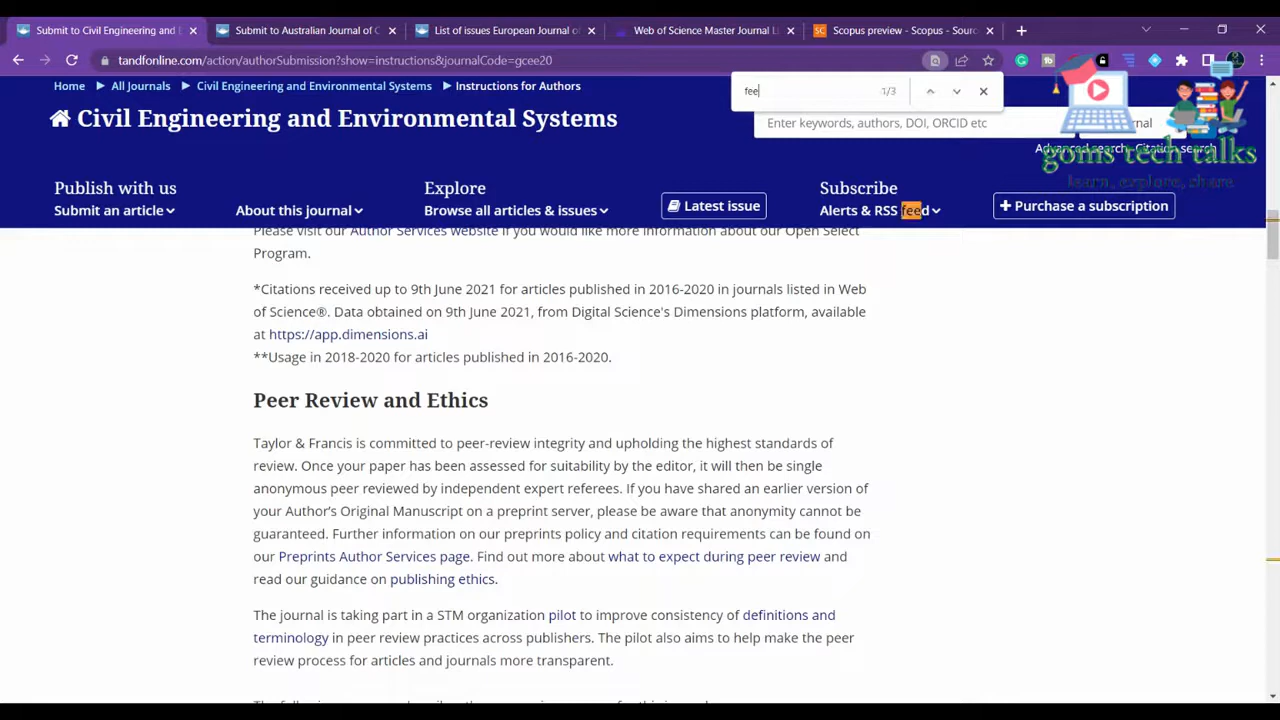 Submit to Civil Engineering and E
Submit to Australian Journal of C
List of issues European Journal of
Web of Science Master Journal Li
Scopus preview - Scopus - Sourc
tandfonline.com/action/authorSubmission?show=instructions&journalCode=gcee20
fee
1/3
Home
All Journals
Civil Engineering and Environmental Systems
Instructions for Authors
Civil Engineering and Environmental Systems
Enter keywords, authors, DOI, ORCID etc
Advanced search
Citation search
goms tech talks
learn, explore, share
Publish with us
Submit an article
About this journal
Explore
Browse all articles & issues
Latest issue
Subscribe
Alerts & RSS feed
Purchase a subscription
Please visit our Author Services website if you would like more information about our Open Select
Program.
*Citations received up to 9th June 2021 for articles published in 2016-2020 in journals listed in Web
of Science®. Data obtained on 9th June 2021, from Digital Science's Dimensions platform, available
at https://app.dimensions.ai
**Usage in 2018-2020 for articles published in 2016-2020.
Peer Review and Ethics
Taylor & Francis is committed to peer-review integrity and upholding the highest standards of
review. Once your paper has been assessed for suitability by the editor, it will then be single
anonymous peer reviewed by independent expert referees. If you have shared an earlier version of
your Author's Original Manuscript on a preprint server, please be aware that anonymity cannot be
guaranteed. Further information on our preprints policy and citation requirements can be found on
our Preprints Author Services page. Find out more about what to expect during peer review and
read our guidance on publishing ethics.
The journal is taking part in a STM organization pilot to improve consistency of definitions and
terminology in peer review practices across publishers. The pilot also aims to help make the peer
review process for articles and journals more transparent.